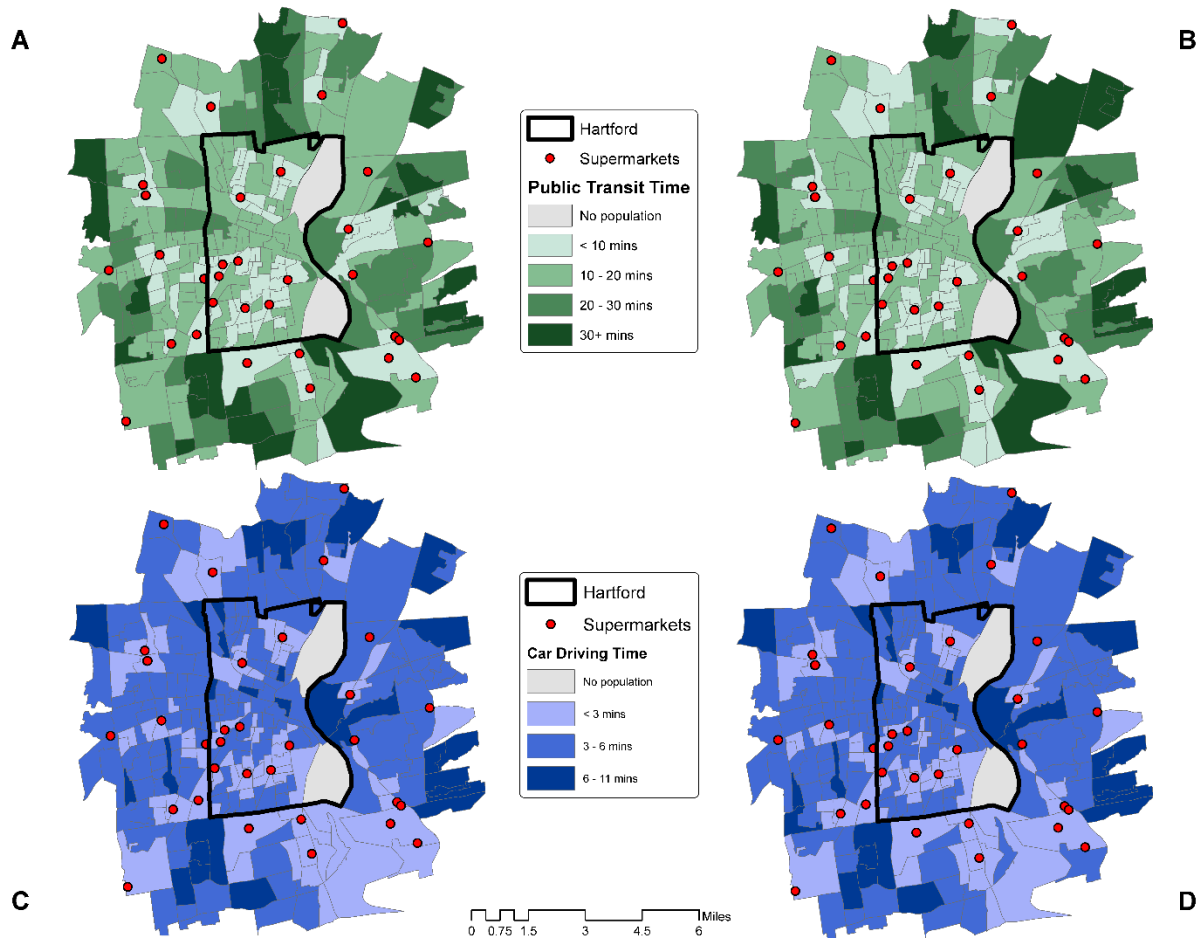 A
B
Hartford
Supermarkets
Public Transit Time
No population
< 10 mins
10 - 20 mins
20 - 30 mins
30+ mins
Hartford
Supermarkets
Car Driving Time
No population
< 3 mins
3 - 6 mins
6 - 11 mins
C
D
Miles
0 0.75 1.5 3 4.5 6